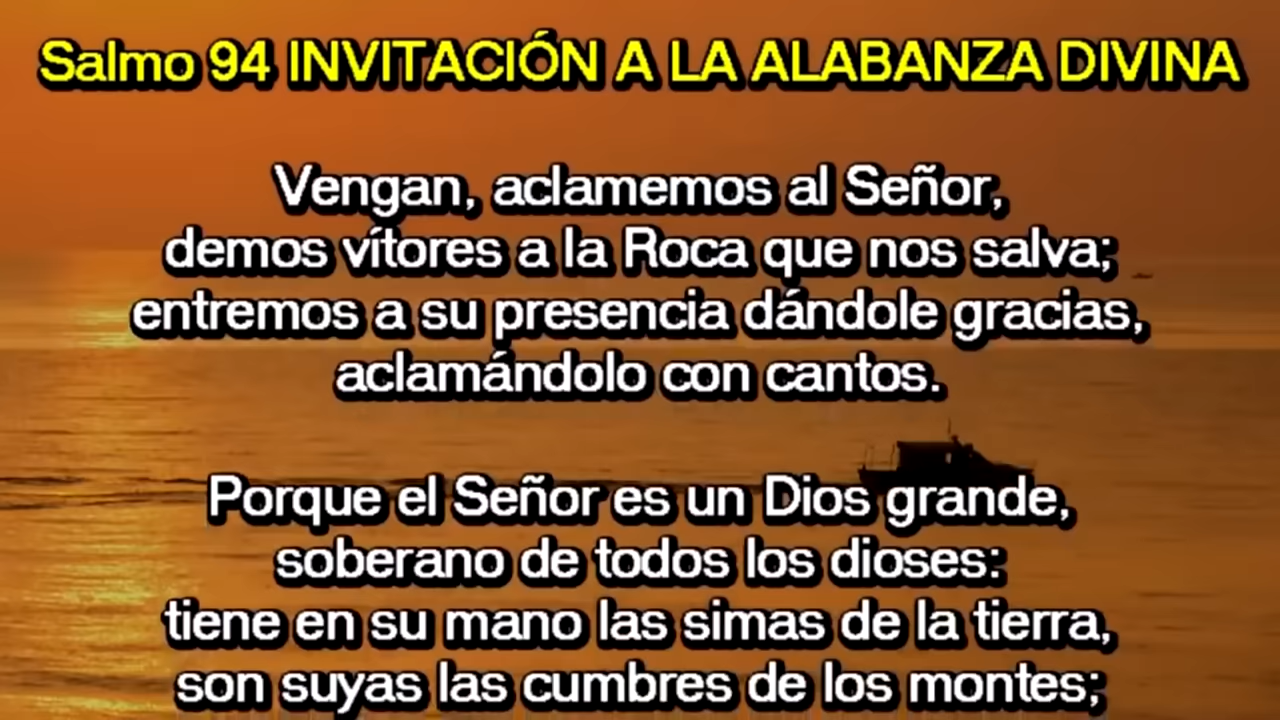 Salmo 94 INVITACIÓN A LA ALABANZA DIVINA
Vengan, aclamemos al Señor,
demos vítores a la Roca que nos salva;
entremos a su presencia dándole gracias,
aclamándolo con cantos.
Porque el Señor es un Dios grande,
soberano de todos los dioses:
tiene en su mano las simas de la tierra,
son suyas las cumbres de los montes;